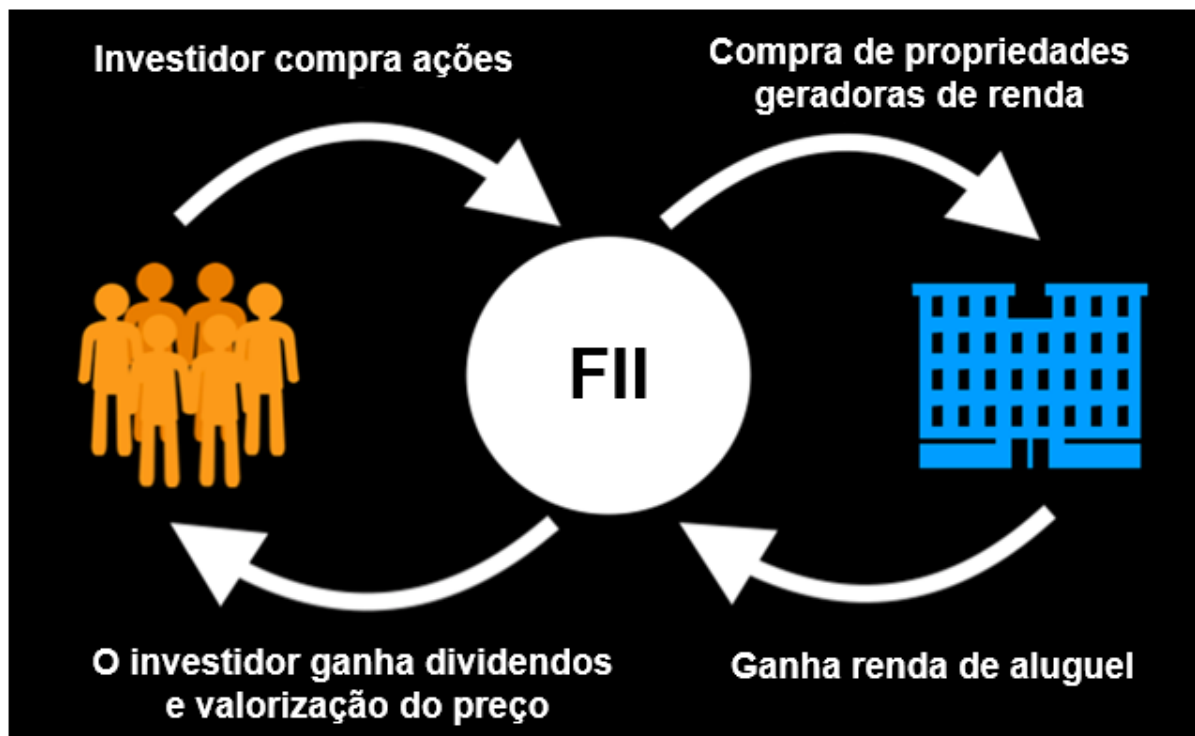 Investidor compra ações
Compra de propriedades
geradoras de renda
FII
O investidor ganha dividendos
e valorização do preço
Ganha renda de aluguel